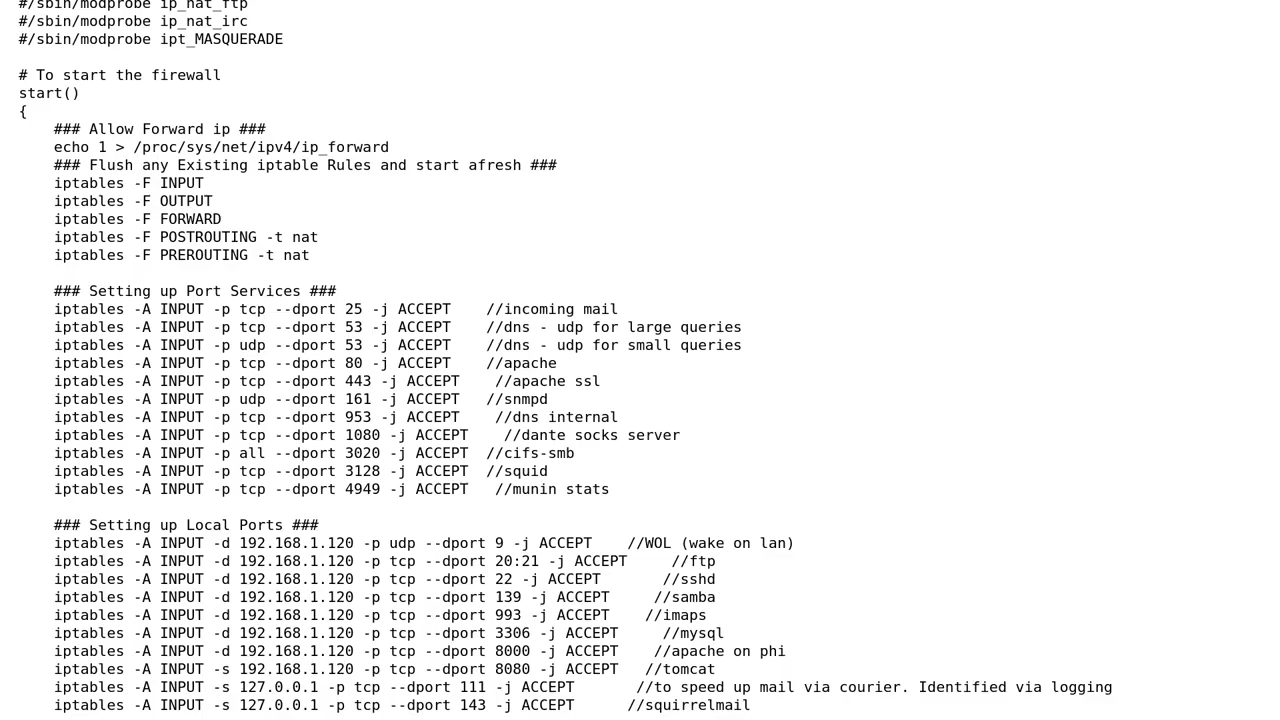 #/sbin/modprobe ip_nat_ftp
#/sbin/modprobe ip_nat_irc
#/sbin/modprobe ipt_MASQUERADE

# To start the firewall
start()
{
    ### Allow Forward ip ###
    echo 1 > /proc/sys/net/ipv4/ip_forward
    ### Flush any Existing iptable Rules and start afresh ###
    iptables -F INPUT
    iptables -F OUTPUT
    iptables -F FORWARD
    iptables -F POSTROUTING -t nat
    iptables -F PREROUTING -t nat

    ### Setting up Port Services ###
    iptables -A INPUT -p tcp --dport 25 -j ACCEPT    //incoming mail
    iptables -A INPUT -p tcp --dport 53 -j ACCEPT    //dns - udp for large queries
    iptables -A INPUT -p udp --dport 53 -j ACCEPT    //dns - udp for small queries
    iptables -A INPUT -p tcp --dport 80 -j ACCEPT    //apache
    iptables -A INPUT -p tcp --dport 443 -j ACCEPT    //apache ssl
    iptables -A INPUT -p udp --dport 161 -j ACCEPT   //snmpd
    iptables -A INPUT -p tcp --dport 953 -j ACCEPT    //dns internal
    iptables -A INPUT -p tcp --dport 1080 -j ACCEPT    //dante socks server
    iptables -A INPUT -p all --dport 3020 -j ACCEPT  //cifs-smb
    iptables -A INPUT -p tcp --dport 3128 -j ACCEPT  //squid
    iptables -A INPUT -p tcp --dport 4949 -j ACCEPT   //munin stats

    ### Setting up Local Ports ###
    iptables -A INPUT -d 192.168.1.120 -p udp --dport 9 -j ACCEPT    //WOL (wake on lan)
    iptables -A INPUT -d 192.168.1.120 -p tcp --dport 20:21 -j ACCEPT     //ftp
    iptables -A INPUT -d 192.168.1.120 -p tcp --dport 22 -j ACCEPT       //sshd
    iptables -A INPUT -d 192.168.1.120 -p tcp --dport 139 -j ACCEPT     //samba
    iptables -A INPUT -d 192.168.1.120 -p tcp --dport 993 -j ACCEPT    //imaps
    iptables -A INPUT -d 192.168.1.120 -p tcp --dport 3306 -j ACCEPT     //mysql
    iptables -A INPUT -d 192.168.1.120 -p tcp --dport 8000 -j ACCEPT    //apache on phi
    iptables -A INPUT -s 192.168.1.120 -p tcp --dport 8080 -j ACCEPT   //tomcat
    iptables -A INPUT -s 127.0.0.1 -p tcp --dport 111 -j ACCEPT       //to speed up mail via courier. Identified via logging
    iptables -A INPUT -s 127.0.0.1 -p tcp --dport 143 -j ACCEPT      //squirrelmail